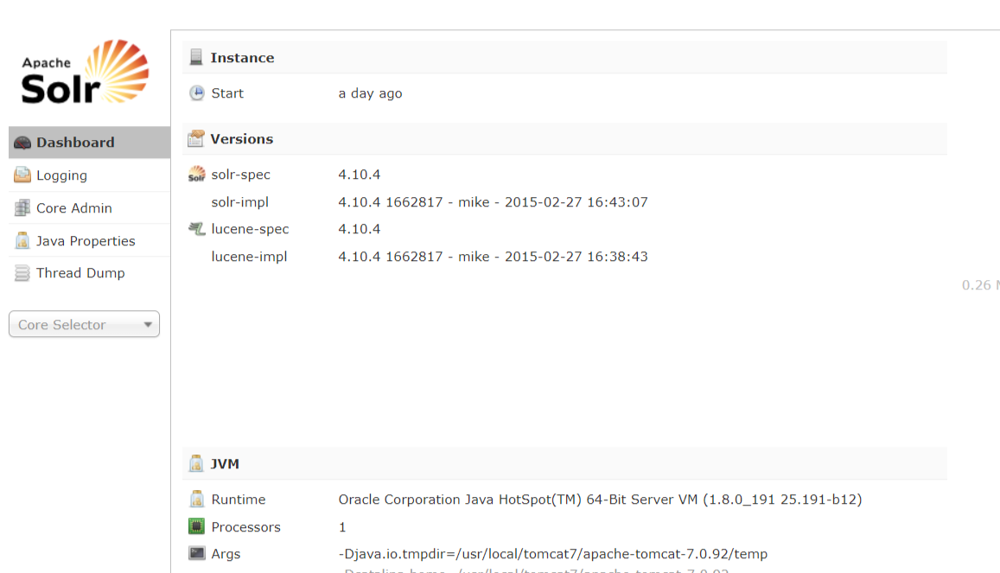 Apache
Solr
Dashboard
Logging
Core Admin
Java Properties
Thread Dump
Core Selector
Instance
Start a day ago
Versions
solr-spec 4.10.4
solr-impl 4.10.4 1662817 - mike - 2015-02-27 16:43:07
lucene-spec 4.10.4
lucene-impl 4.10.4 1662817 - mike - 2015-02-27 16:38:43
0.26
JVM
Runtime Oracle Corporation Java HotSpot(TM) 64-Bit Server VM (1.8.0_191 25.191-b12)
Processors 1
Args -Djava.io.tmpdir=/usr/local/tomcat7/apache-tomcat-7.0.92/temp